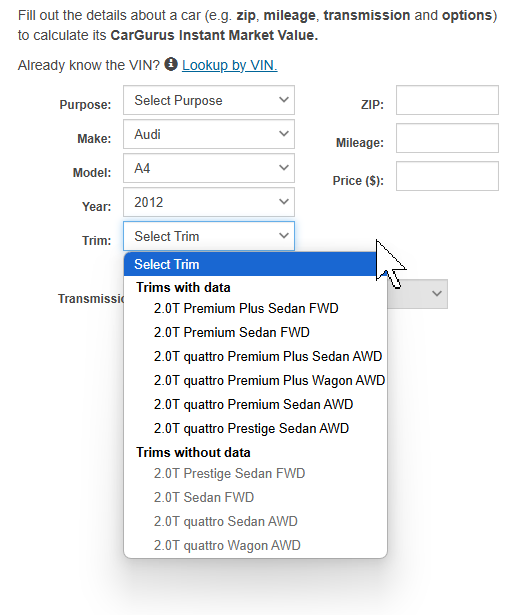 Fill out the details about a car (e.g. zip, mileage, transmission and options)
to calculate its CarGurus Instant Market Value.
Already know the VIN? Lookup by VIN.
Purpose: Select Purpose ZIP:
Make: Audi Mileage:
Model: A4 Price ($):
Year: 2012
Trim: Select Trim
Select Trim
Trims with data
Transmissio
2.0T Premium Plus Sedan FWD
2.0T Premium Sedan FWD
2.0T quattro Premium Plus Sedan AWD
2.0T quattro Premium Plus Wagon AWD
2.0T quattro Premium Sedan AWD
2.0T quattro Prestige Sedan AWD
Trims without data
2.0T Prestige Sedan FWD
2.0T Sedan FWD
2.0T quattro Sedan AWD
2.0T quattro Wagon AWD